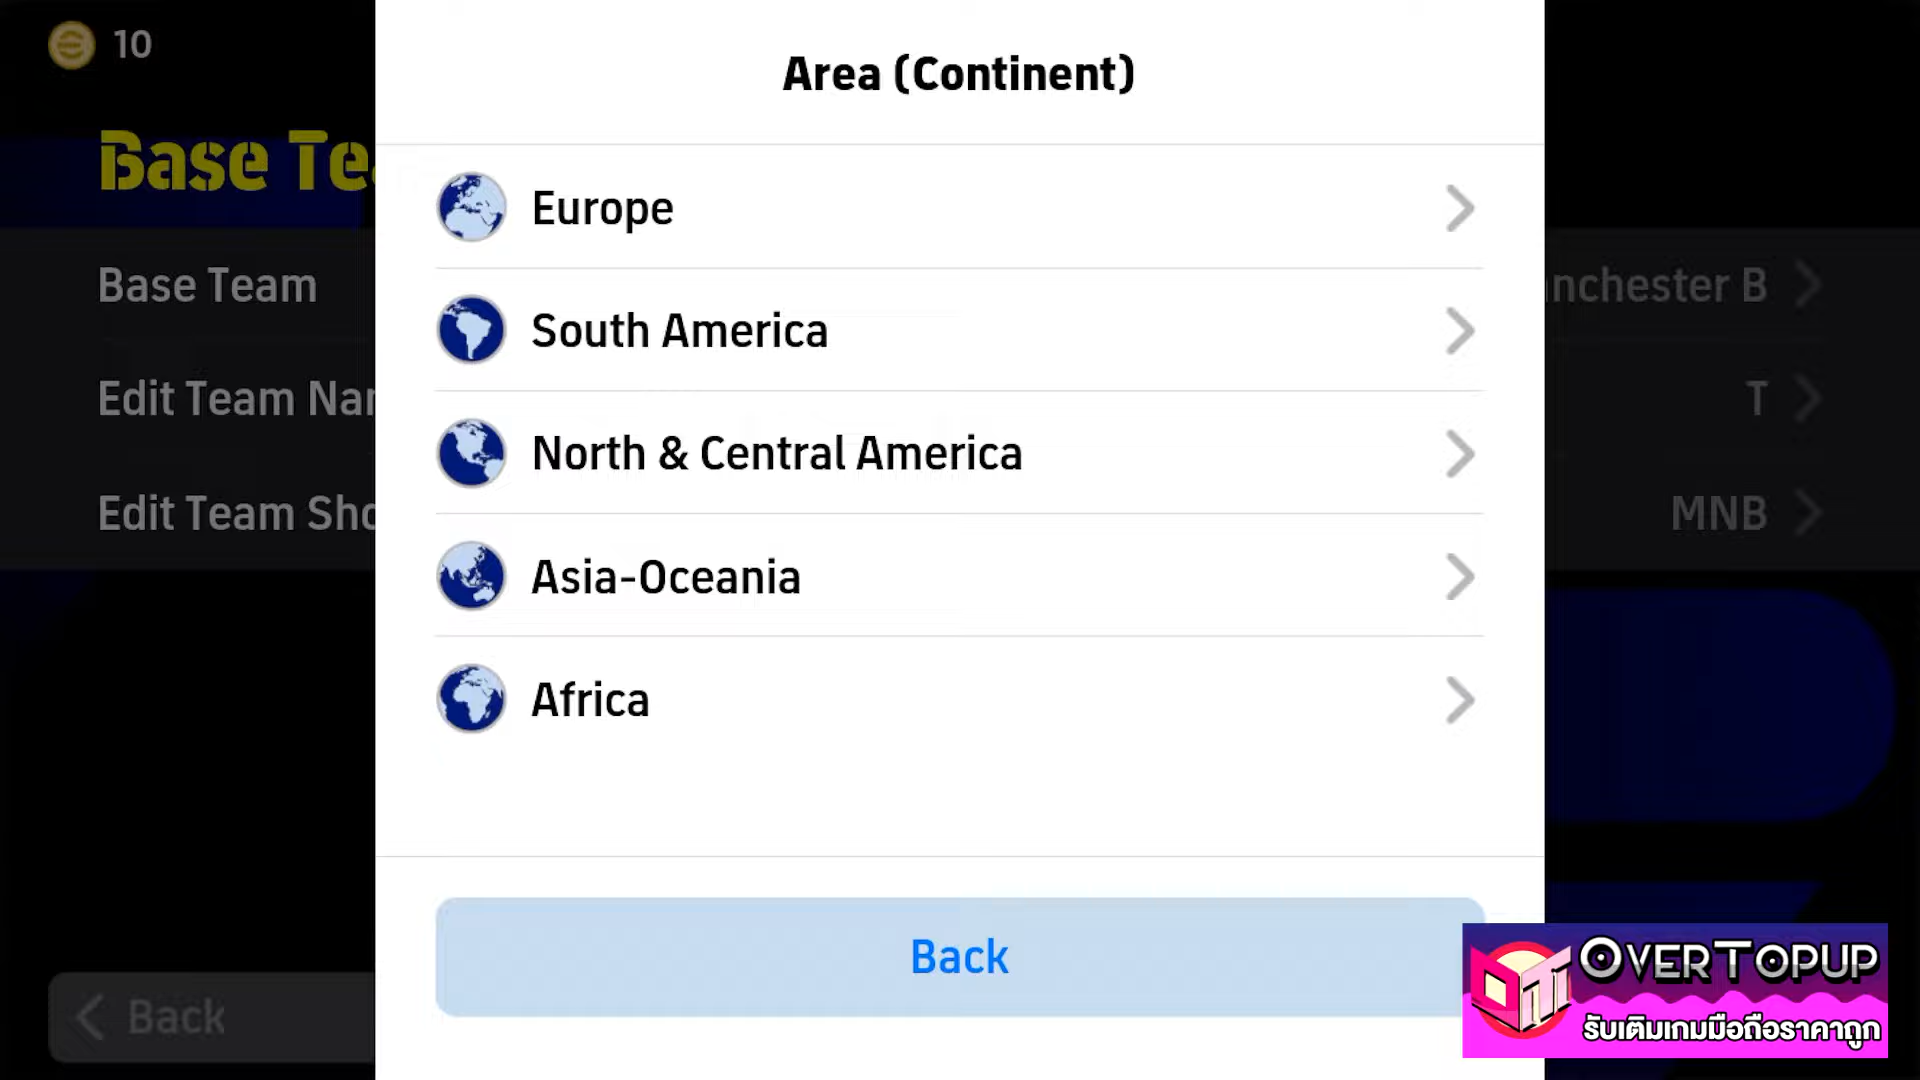 10
Area (Continent)
Base Te
Europe
Base Team
nchester B
South America
Edit Team Nam
T
North & Central America
Edit Team Sho
MNB
Asia-Oceania
Africa
Back
Back
OVERTOPUP
รับเติมเกมมือถือราคาถูก